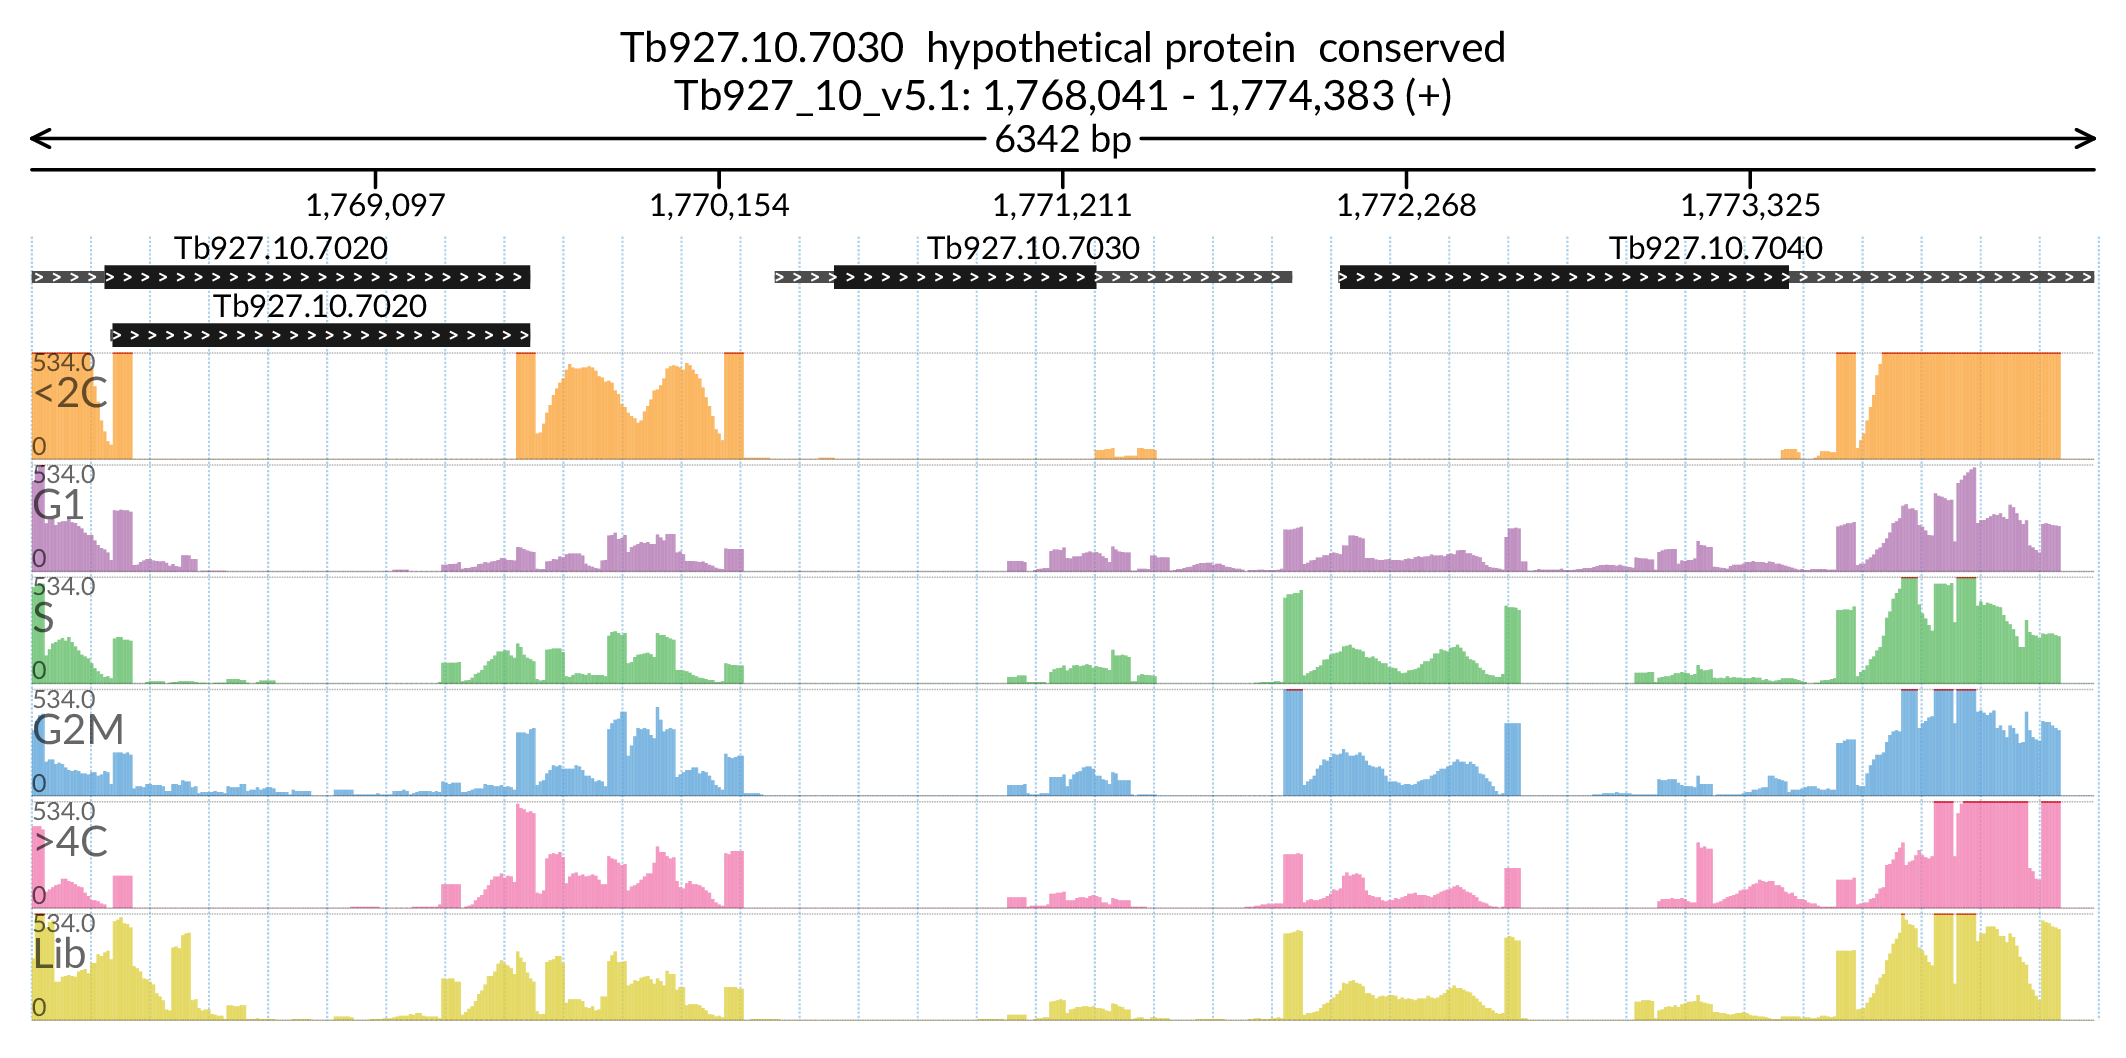 Tb927.10.7030 hypothetical protein conserved
Tb927_10_v5.1: 1,768,041 - 1,774,383 (+)
6342 bp
1,769,097 1,770,154 1,771,211 1,772,268 1,773,325
Tb927.10.7020 Tb927.10.7030 Tb927.10.7040
Tb927.10.7020
534.0
<2C
0
534.0
G1
0
534.0
S
0
534.0
G2M
0
534.0
>4C
0
534.0
Lib
0